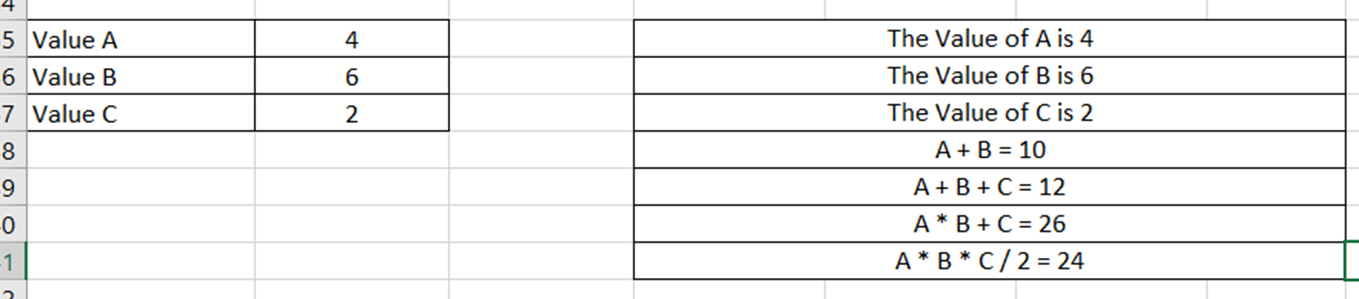 4
5 Value A 4 The Value of A is 4
6 Value B 6 The Value of B is 6
7 Value C 2 The Value of C is 2
8 A + B = 10
9 A + B + C = 12
0 A * B + C = 26
1 A * B * C / 2 = 24
2